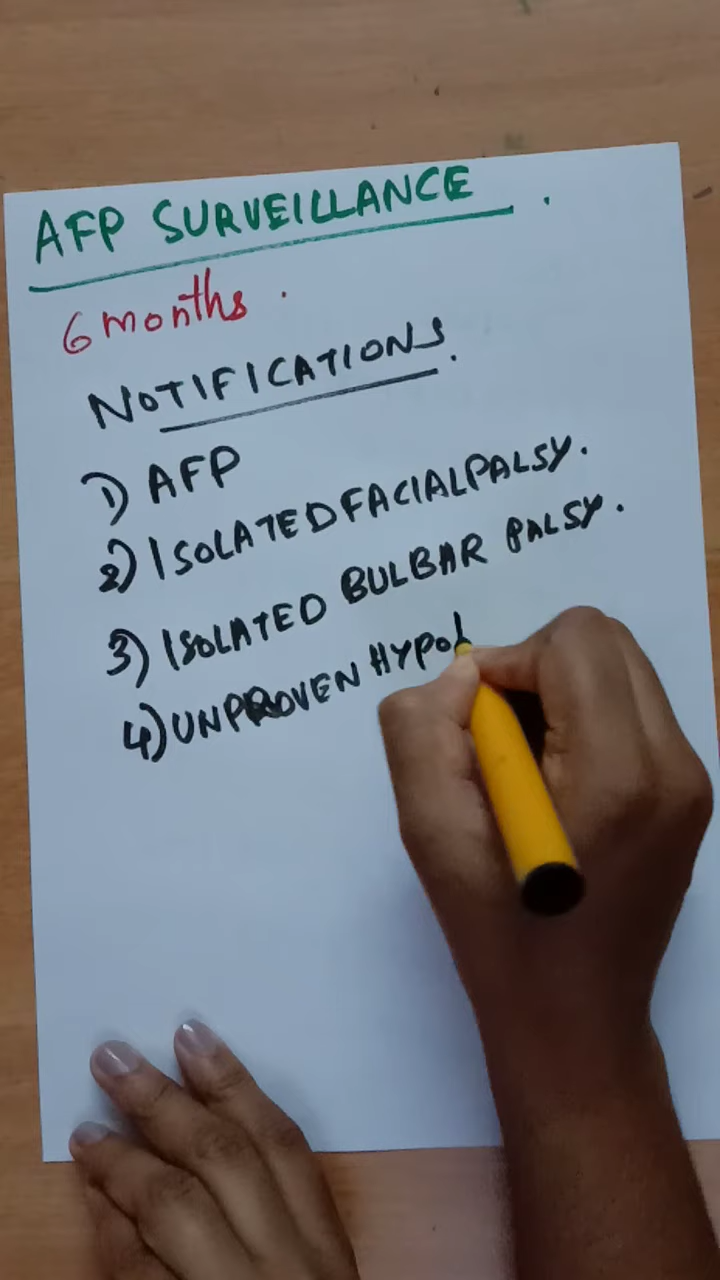 AFP SURVEILLANCE.
6 months.
NOTIFICATIONS.
1) AFP
2) ISOLATED FACIAL PALSY.
3) ISOLATED BULBAR PALSY.
4) UNPROVEN HYPO